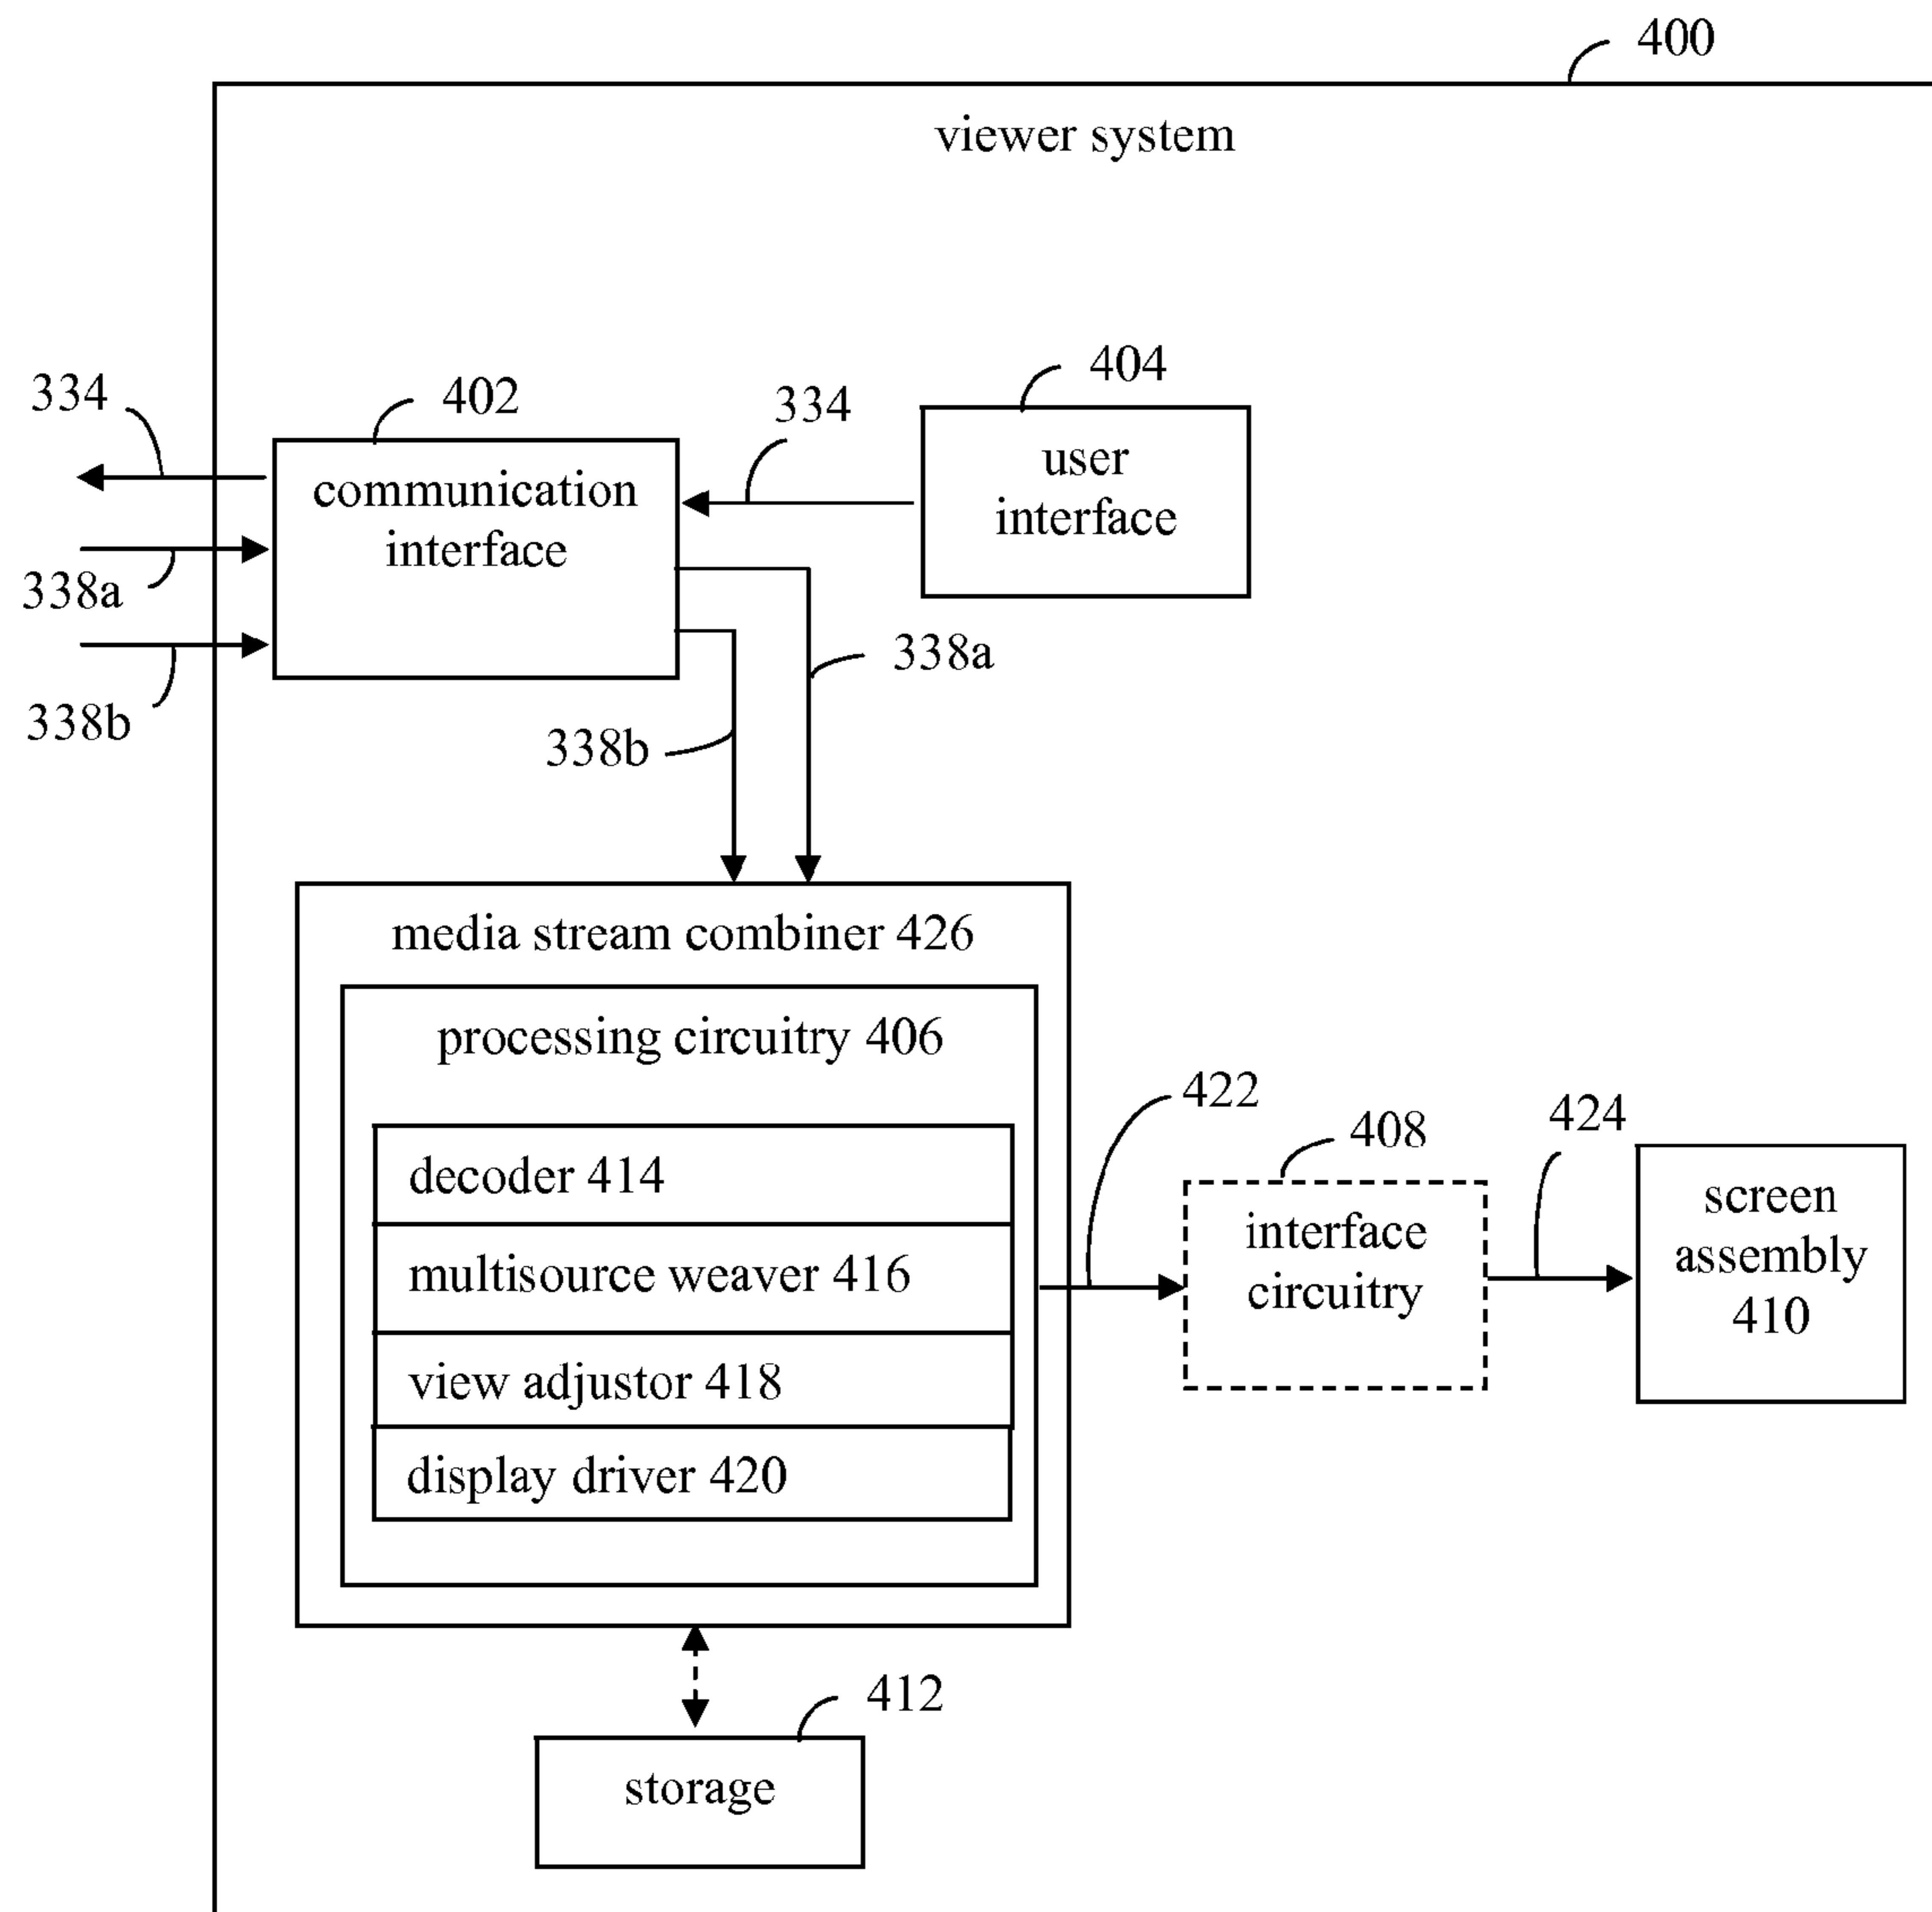 400
viewer system
404
334
402
334
user
interface
communication
interface
338a
338b
338a
338b
media stream combiner 426
processing circuitry 406
422
424
408
decoder 414
screen
assembly
410
interface
circuitry
multisource weaver 416
view adjustor 418
display driver 420
412
storage